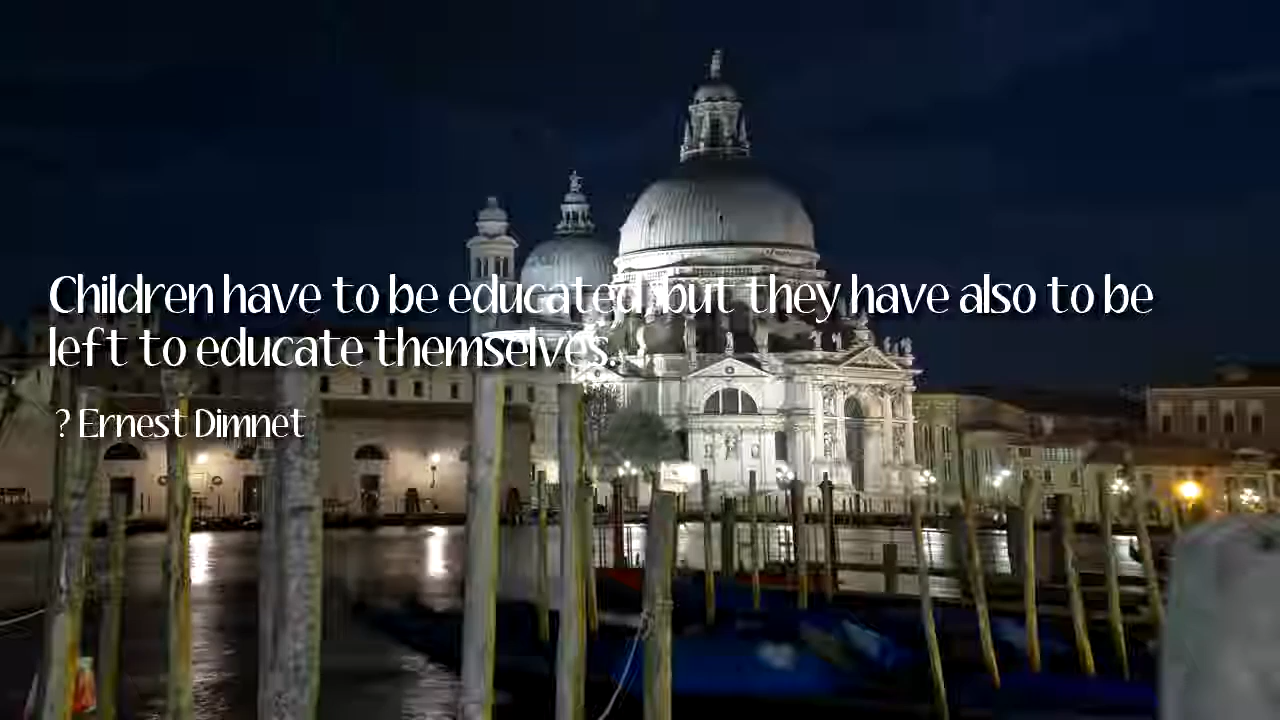 Children have to be educated, but they have also to be
left to educate themselves.
? Ernest Dimnet